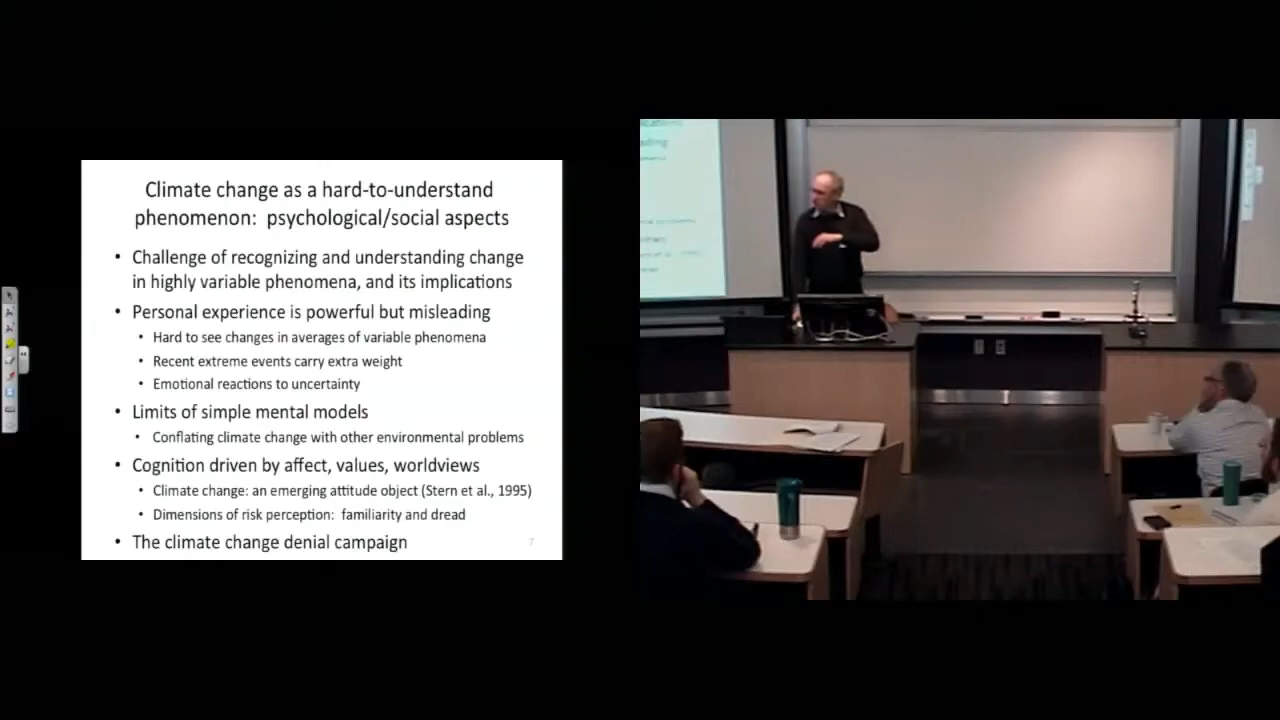 Climate change as a hard-to-understand
phenomenon: psychological/social aspects
• Challenge of recognizing and understanding change
in highly variable phenomena, and its implications
• Personal experience is powerful but misleading
• Hard to see changes in averages of variable phenomena
• Recent extreme events carry extra weight
• Emotional reactions to uncertainty
• Limits of simple mental models
• Conflating climate change with other environmental problems
• Cognition driven by affect, values, worldviews
• Climate change: an emerging attitude object (Stern et al., 1995)
• Dimensions of risk perception: familiarity and dread
• The climate change denial campaign
7